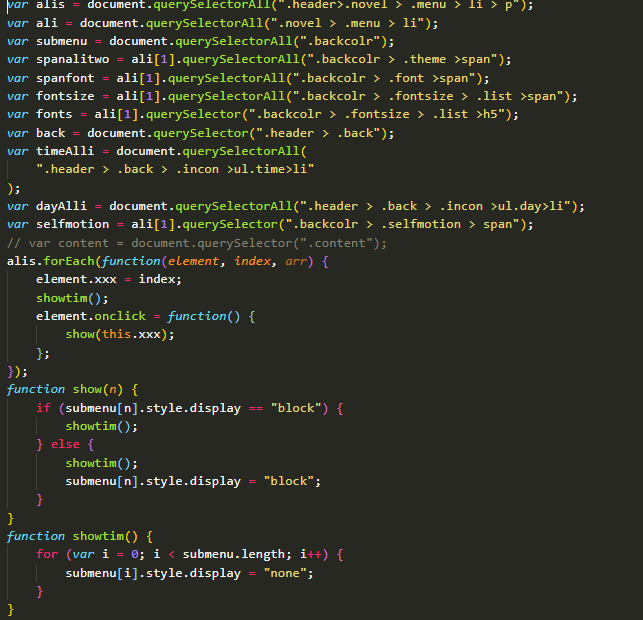 var alis = document.querySelectorAll(".header>.novel > .menu > li > p");
var ali = document.querySelectorAll(".novel > .menu > li");
var submenu = document.querySelectorAll(".backcolr");
var spanalitwo = ali[1].querySelectorAll(".backcolr > .theme >span");
var spanfont = ali[1].querySelectorAll(".backcolr > .font >span");
var fontsize = ali[1].querySelectorAll(".backcolr > .fontsize > .list >span");
var fonts = ali[1].querySelector(".backcolr > .fontsize > .list >h5");
var back = document.querySelector(".header > .back");
var timeAlli = document.querySelectorAll(
".header > .back > .incon >ul.time>li"
);
var dayAlli = document.querySelectorAll(".header > .back > .incon >ul.day>li");
var selfmotion = ali[1].querySelector(".backcolr > .selfmotion > span");
// var content = document.querySelector(".content");
alis.forEach(function(element, index, arr) {
element.xxx = index;
showtim();
element.onclick = function() {
show(this.xxx);
};
});
function show(n) {
if (submenu[n].style.display == "block") {
showtim();
} else {
showtim();
submenu[n].style.display = "block";
}
}
function showtim() {
for (var i = 0; i < submenu.length; i++) {
submenu[i].style.display = "none";
}
}